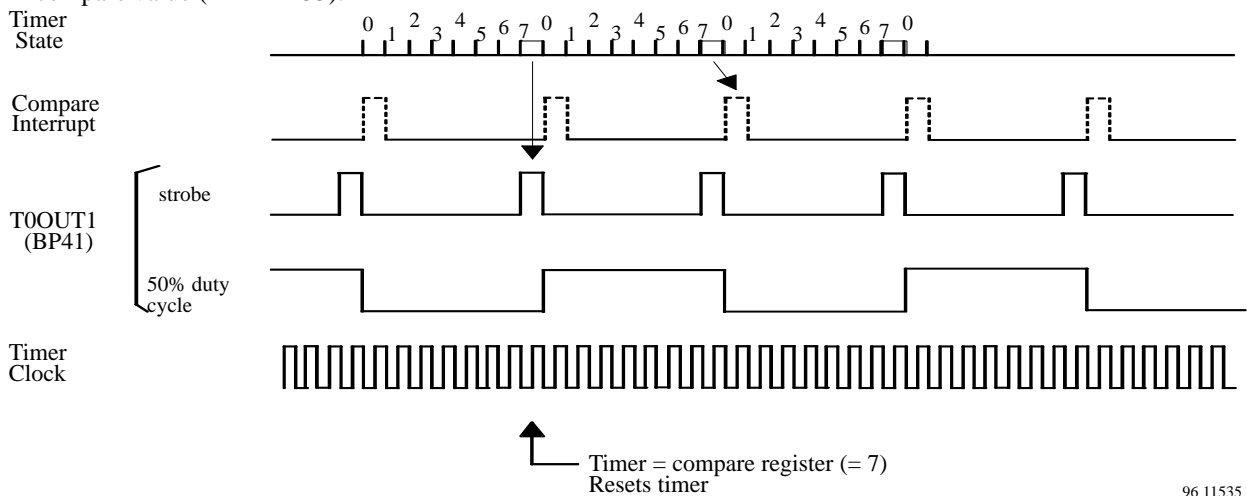 Timer State
0 1 2 3 4 5 6 7 0 1 2 3 4 5 6 7 0 1 2 3 4 5 6 7 0
Compare Interrupt
strobe
T0OUT1 (BP41)
50% duty cycle
Timer Clock
Timer = compare register (= 7)
Resets timer
96 11535